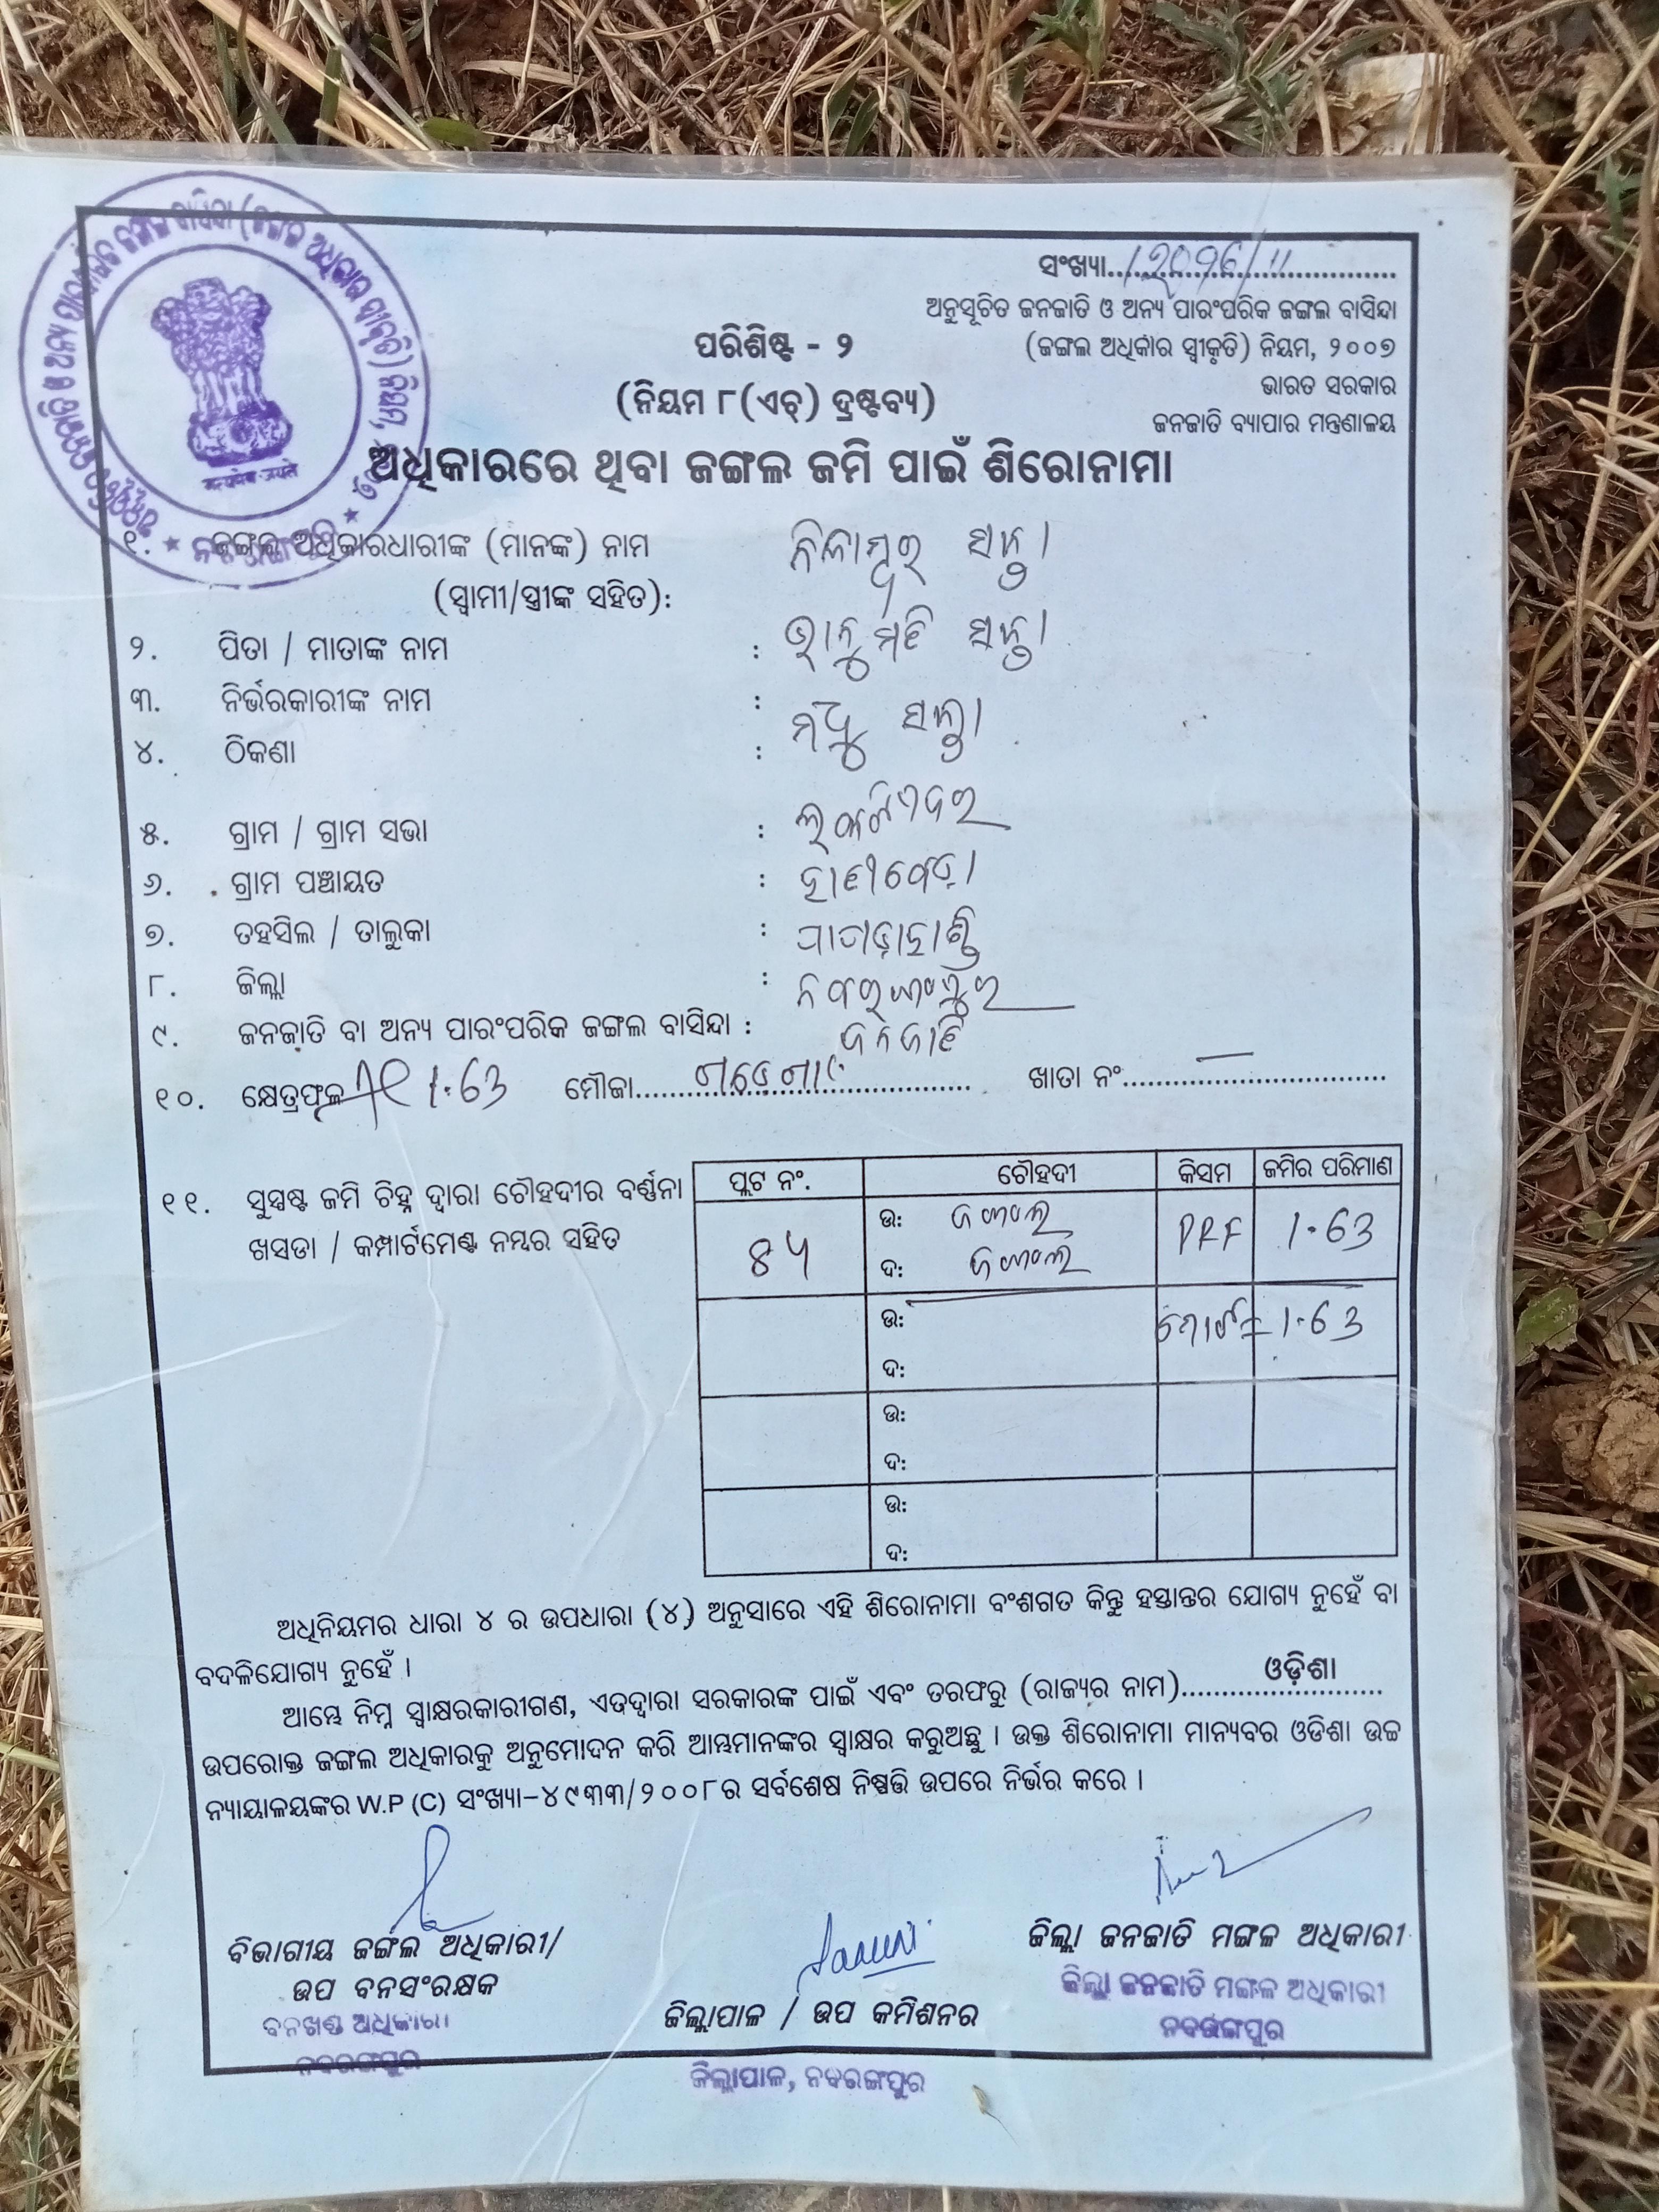 ସଂଖ୍ୟା
ଅନୁସୂଚିତ ଜନଜାତି ଓ ଅନ୍ୟ ପାରଂପରିକ ଜଙ୍ଗଲ ବାସିନ୍ଦା
(ଜଙ୍ଗଲ ଅଧିକାର ସ୍ୱୀକୃତି) ନିୟମ, ୨୦୦୭
ଭାରତ ସରକାର
ଜନଜାତି ବ୍ୟାପାର ମନ୍ତ୍ରଣାଳୟ
ପରିଶିଷ୍ଟ - ୨
(ନିୟମ ୮(ଏଚ୍) ଦ୍ରଷ୍ଟବ୍ୟ)
ଅଧିକାରରେ ଥିବା ଜଙ୍ଗଲ ଜମି ପାଇଁ ଶିରୋନାମା
୧. ଜଙ୍ଗଲ ଅଧିକାରଧାରୀଙ୍କ (ମାନଙ୍କ) ନାମ
(ସ୍ୱାମୀ/ସ୍ତ୍ରୀଙ୍କ ସହିତ):
୨. ପିତା / ମାତାଙ୍କ ନାମ :
୩. ନିର୍ଭରକାରୀଙ୍କ ନାମ :
୪. ଠିକଣା :
୫. ଗ୍ରାମ / ଗ୍ରାମ ସଭା :
୬. ଗ୍ରାମ ପଞ୍ଚାୟତ :
୭. ତହସିଲ / ତାଲୁକା :
୮. ଜିଲ୍ଲା : ନବରଙ୍ଗପୁର
୯. ଜନଜାତି ବା ଅନ୍ୟ ପାରଂପରିକ ଜଙ୍ଗଲ ବାସିନ୍ଦା : ଜନଜାତି
୧୦. କ୍ଷେତ୍ରଫଳ 1.63 ମୌଜା ଖାତା ନଂ —
ପ୍ଲଟ ନଂ. ଚୌହଦୀ କିସମ ଜମିର ପରିମାଣ
୧୧. ସୁସ୍ପଷ୍ଟ ଜମି ଚିହ୍ନ ଦ୍ୱାରା ଚୌହଦୀର ବର୍ଣ୍ଣନା
ଖସଡା / କମ୍ପାର୍ଟମେଣ୍ଟ ନମ୍ବର ସହିତ
ଉ: ଜଙ୍ଗଲ PRF 1.63
ଦ: ଜଙ୍ଗଲ
ଉ: ମୋଟ = 1.63
ଦ:
ଉ:
ଦ:
ଉ:
ଦ:
ଅଧିନିୟମର ଧାରା ୪ ର ଉପଧାରା (୪) ଅନୁସାରେ ଏହି ଶିରୋନାମା ବଂଶଗତ କିନ୍ତୁ ହସ୍ତାନ୍ତର ଯୋଗ୍ୟ ନୁହେଁ ବା
ବଦଳିଯୋଗ୍ୟ ନୁହେଁ ।
ଆମ୍ଭେ ନିମ୍ନ ସ୍ୱାକ୍ଷରକାରୀଗଣ, ଏତଦ୍ୱାରା ସରକାରଙ୍କ ପାଇଁ ଏବଂ ତରଫରୁ (ରାଜ୍ୟର ନାମ) ଓଡ଼ିଶା
ଉପରୋକ୍ତ ଜଙ୍ଗଲ ଅଧିକାରକୁ ଅନୁମୋଦନ କରି ଆମ୍ଭମାନଙ୍କର ସ୍ୱାକ୍ଷର କରୁଅଛୁ । ଉକ୍ତ ଶିରୋନାମା ମାନ୍ୟବର ଓଡିଶା ଉଚ୍ଚ
ନ୍ୟାୟାଳୟଙ୍କର W.P (C) ସଂଖ୍ୟା-୪୯୩୩/୨୦୦୮ର ସର୍ବଶେଷ ନିଷ୍ପତ୍ତି ଉପରେ ନିର୍ଭର କରେ ।
ବିଭାଗୀୟ ଜଙ୍ଗଲ ଅଧିକାରୀ/
ଉପ ବନସଂରକ୍ଷକ
ବନଖଣ୍ଡ ଅଧିକାରୀ
ନବରଙ୍ଗପୁର
ଜିଲ୍ଲାପାଳ / ଉପ କମିଶନର
ଜିଲ୍ଲାପାଳ, ନବରଙ୍ଗପୁର
ଜିଲ୍ଲା ଜନଜାତି ମଙ୍ଗଳ ଅଧିକାରୀ
ଜିଲ୍ଲା ଜନଜାତି ମଙ୍ଗଳ ଅଧିକାରୀ
ନବରଙ୍ଗପୁର